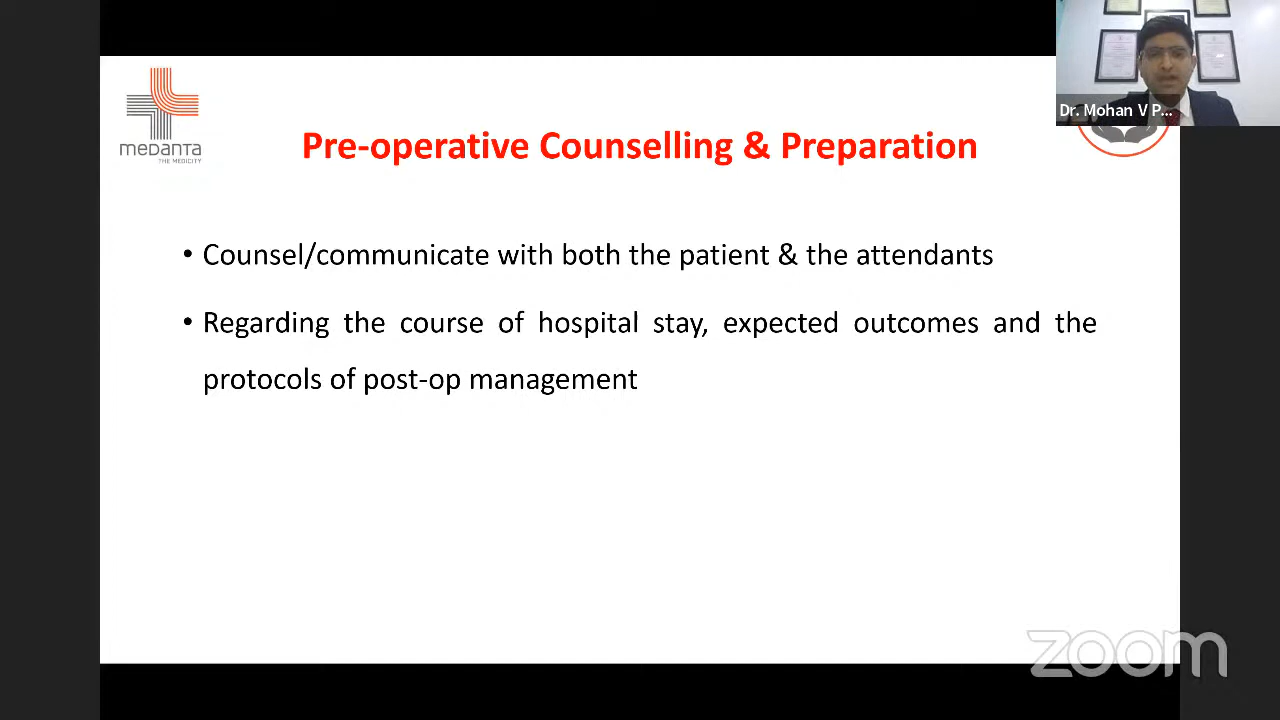 medanta
THE MEDICITY
Dr. Mohan V P...
Pre-operative Counselling & Preparation
• Counsel/communicate with both the patient & the attendants
• Regarding the course of hospital stay, expected outcomes and the
protocols of post-op management
zoom